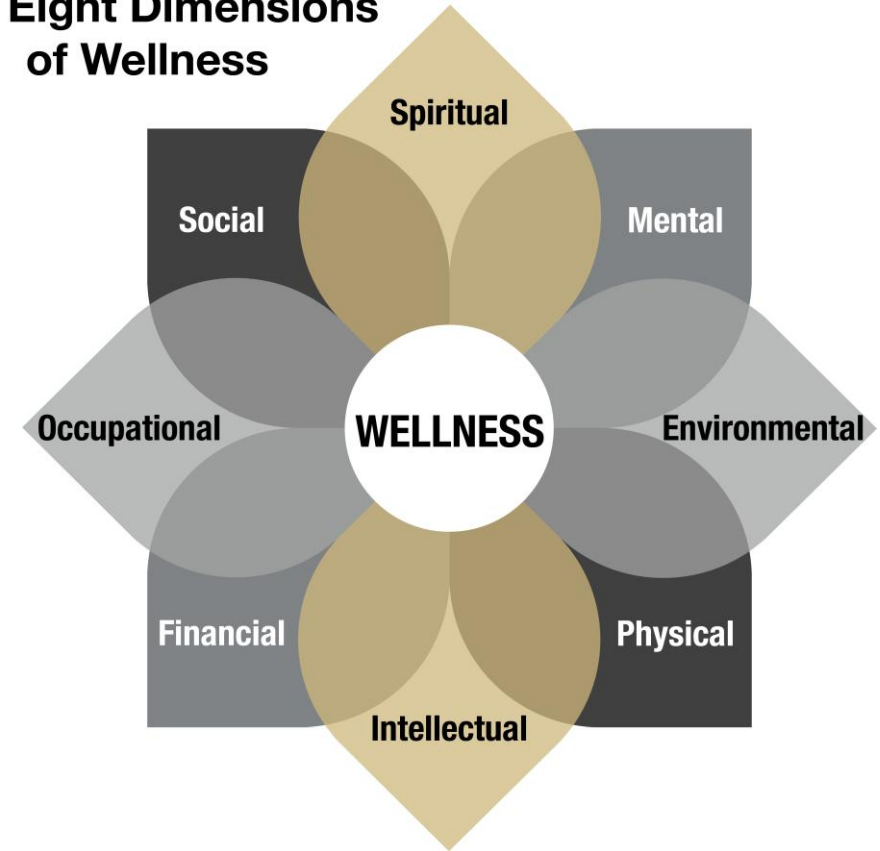 Eight Dimensions
of Wellness
Spiritual
Social
Mental
Occupational
WELLNESS
Environmental
Financial
Physical
Intellectual